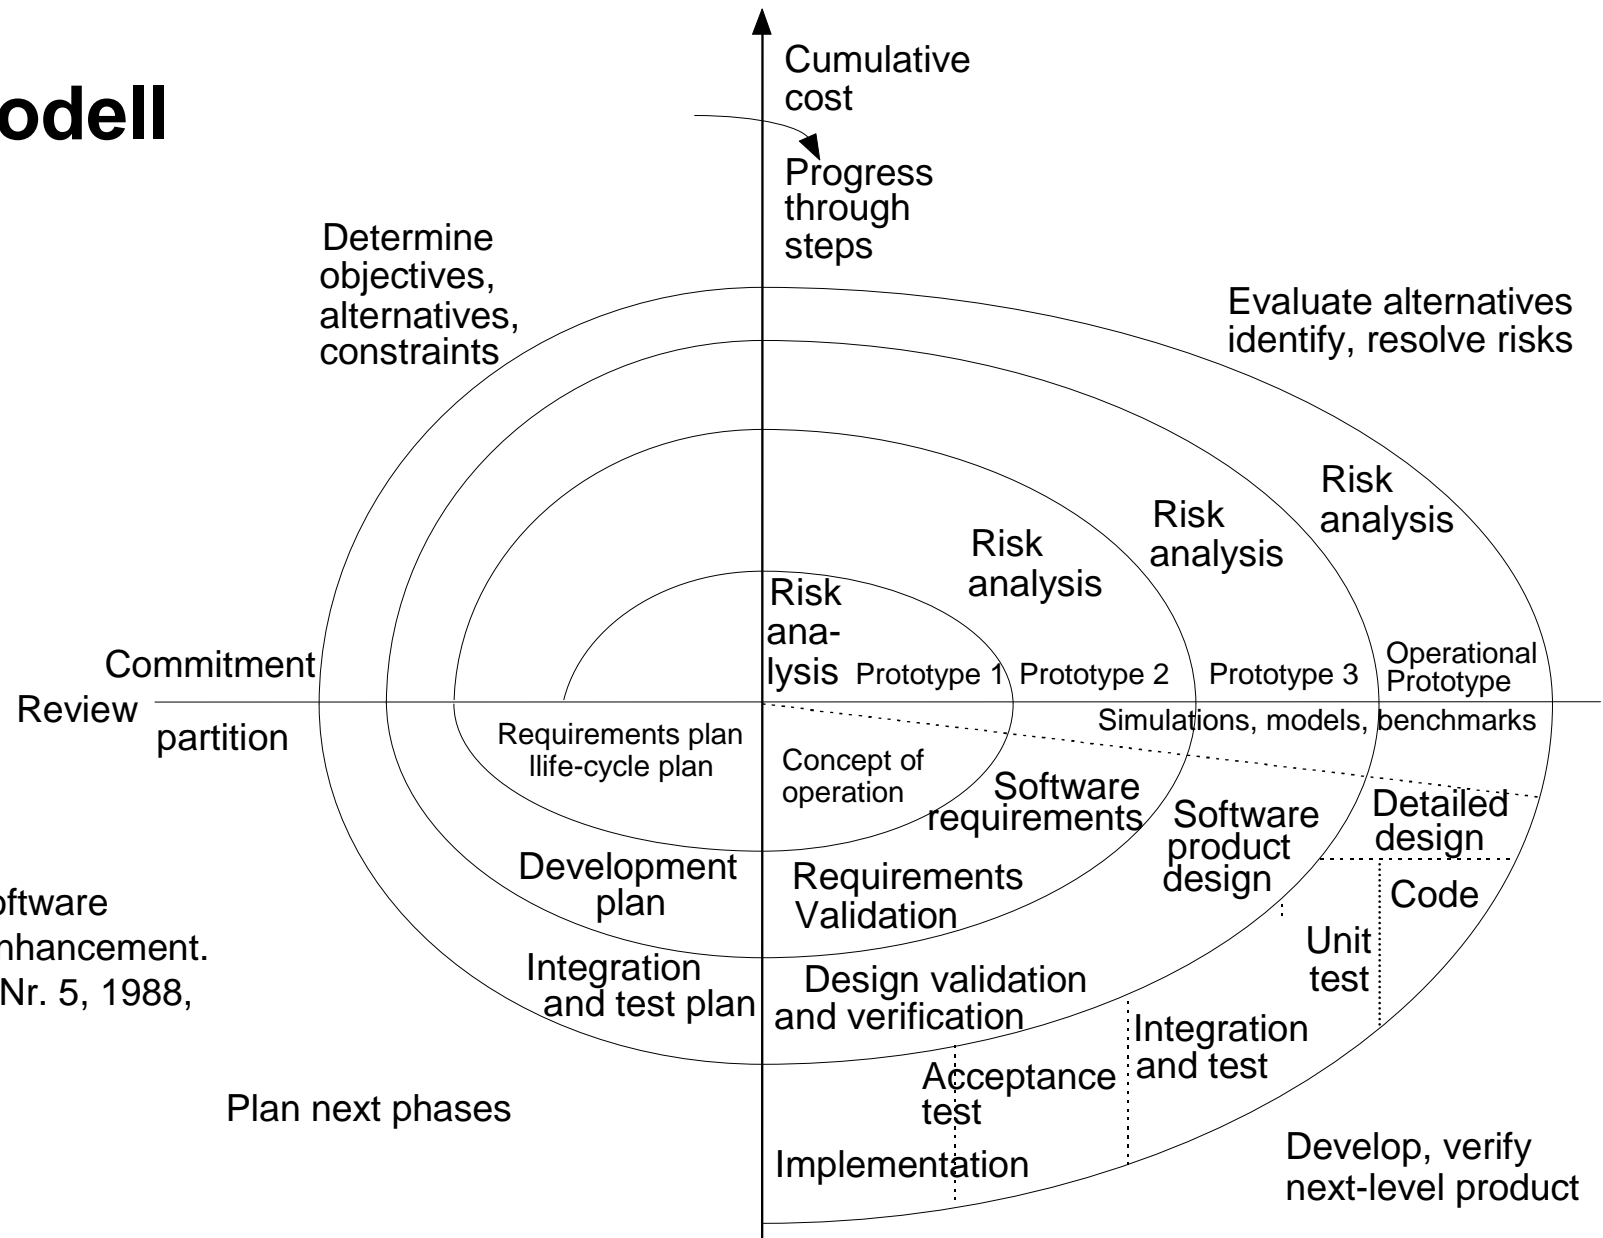 odell
Cumulative
cost
Progress
through
steps
Determine
objectives,
alternatives,
constraints
Evaluate alternatives
identify, resolve risks
Risk
analysis
Risk
analysis
Risk
analysis
Risk
ana-
lysis
Prototype 1
Prototype 2
Prototype 3
Operational
Prototype
Commitment
Review
partition
Simulations, models, benchmarks
Requirements plan
llife-cycle plan
Concept of
operation
Software
requirements
Software
product
design
Detailed
design
Development
plan
Requirements
Validation
Code
Unit
test
oftware
nhancement.
Nr. 5, 1988,
Integration
and test plan
Design validation
and verification
Integration
and test
Acceptance
test
Implementation
Plan next phases
Develop, verify
next-level product